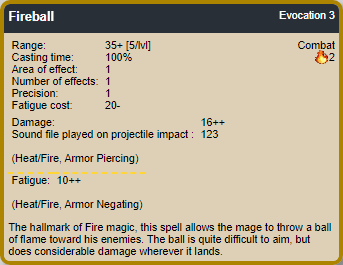 Fireball Evocation 3
Range: 35+ [5/lvl] Combat
Casting time: 100% 2
Area of effect: 1
Number of effects: 1
Precision: 1
Fatigue cost: 20-
Damage: 16++
Sound file played on projectile impact : 123
(Heat/Fire, Armor Piercing)
Fatigue: 10++
(Heat/Fire, Armor Negating)
The hallmark of Fire magic, this spell allows the mage to throw a ball
of flame toward his enemies. The ball is quite difficult to aim, but
does considerable damage wherever it lands.